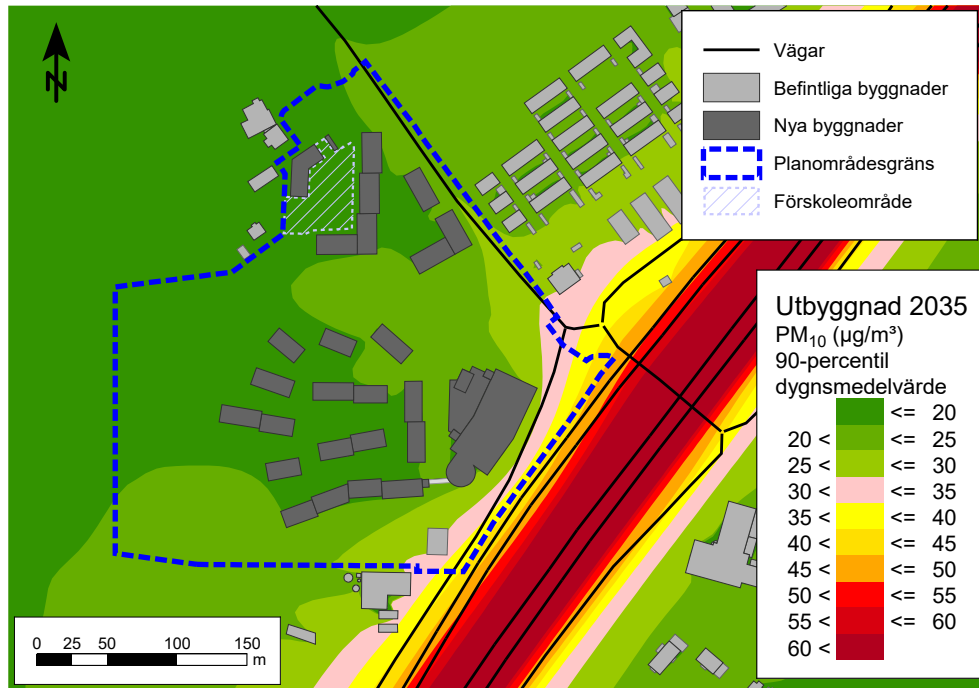 N
Vägar
Befintliga byggnader
Nya byggnader
Planområdesgräns
Förskoleområde
Utbyggnad 2035
PM₁₀ (µg/m³)
90-percentil
dygnsmedelvärde
<= 20
20 < <= 25
25 < <= 30
30 < <= 35
35 < <= 40
40 < <= 45
45 < <= 50
50 < <= 55
55 < <= 60
60 <
0 25 50 100 150
m